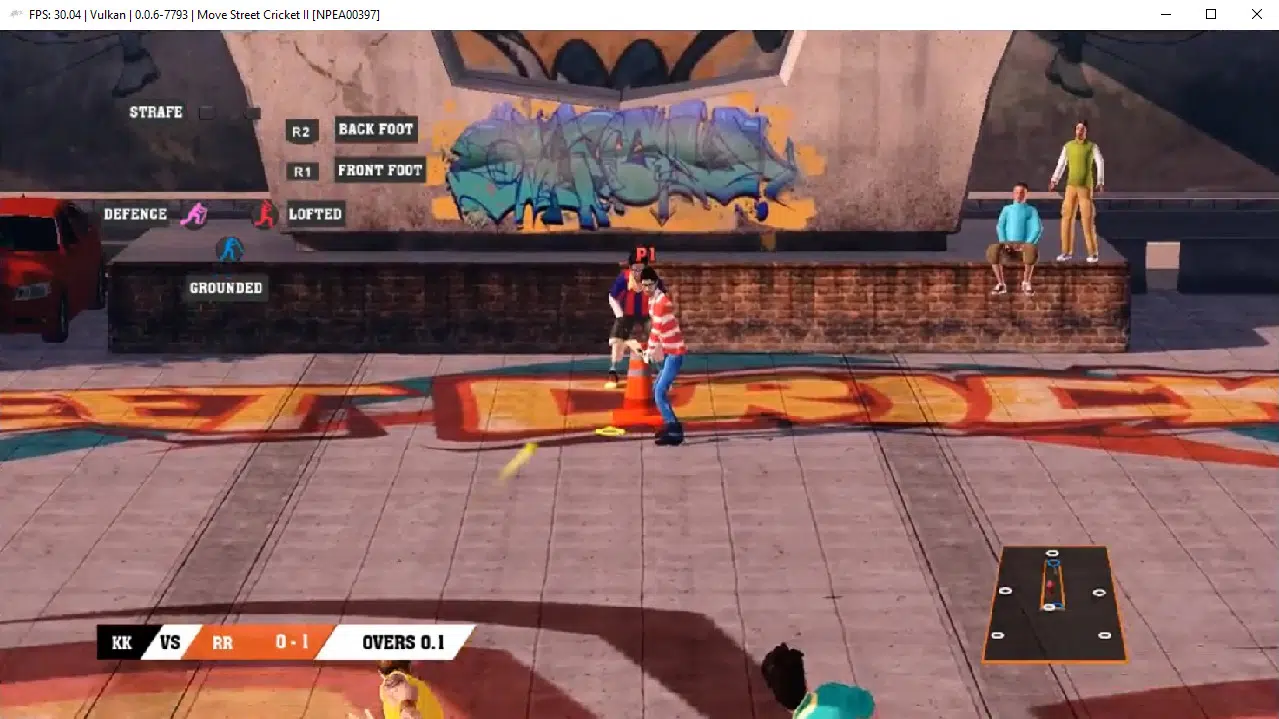 FPS: 30.04 | Vulkan | 0.0.6-7793 | Move Street Cricket II [NPEA00397]
STRAFE
R2 BACK FOOT
R1 FRONT FOOT
DEFENCE LOFTED
GROUNDED
P1
KK VS RR 0 - 1 OVERS 0.1